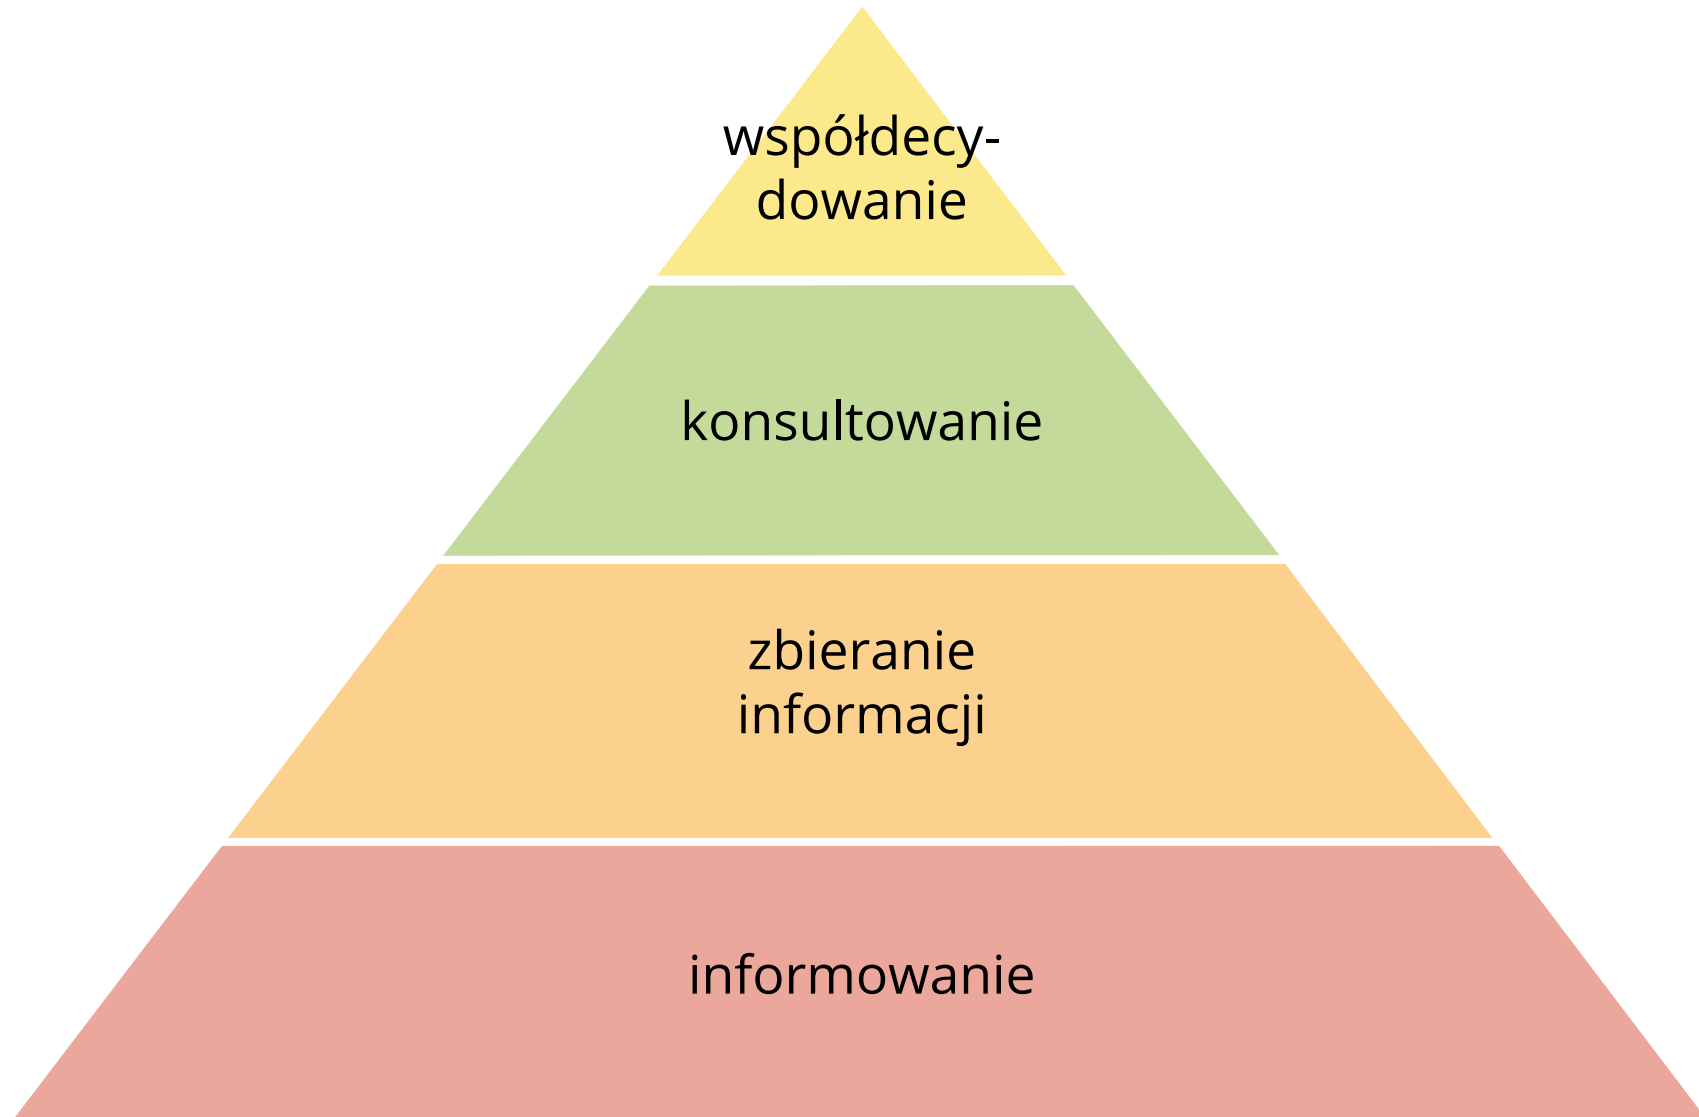 współdecy-
dowanie
konsultowanie
zbieranie
informacji
informowanie